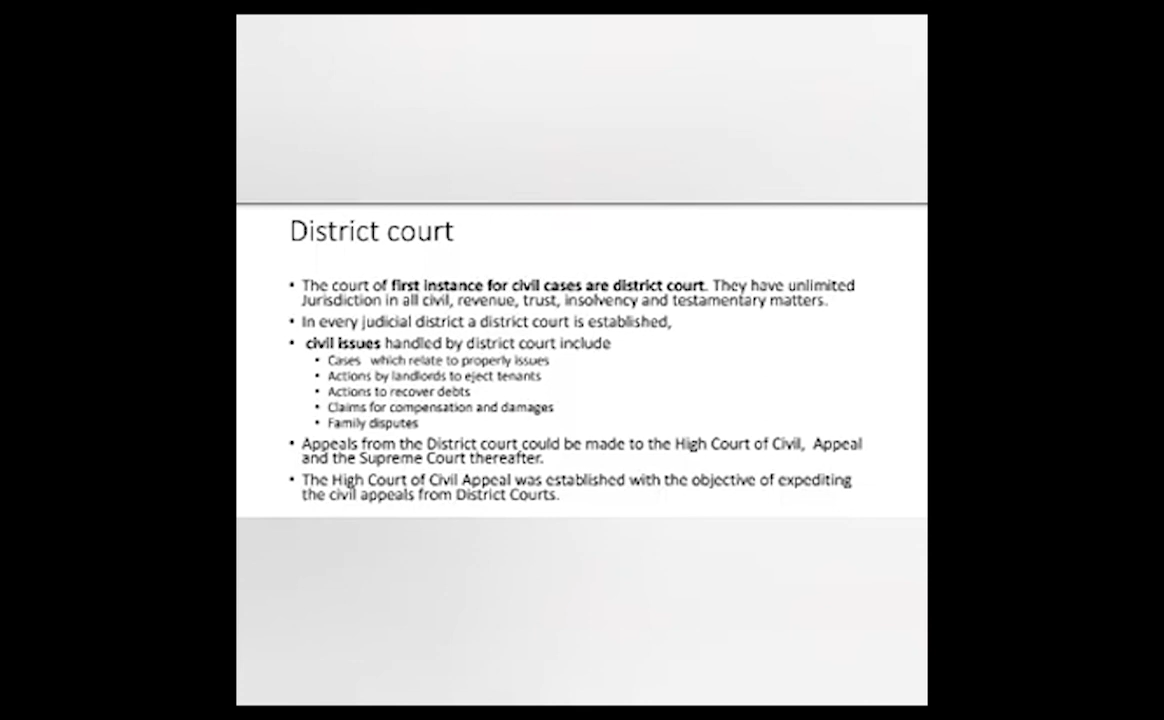 District court
• The court of first instance for civil cases are district court. They have unlimited
Jurisdiction in all civil, revenue, trust, insolvency and testamentary matters.
• In every judicial district a district court is established,
• civil issues handled by district court include
• Cases which relate to properly issues
• Actions by landlords to eject tenants
• Actions to recover debts
• Claims for compensation and damages
• Family disputes
• Appeals from the District court could be made to the High Court of Civil, Appeal
and the Supreme Court thereafter.
• The High Court of Civil Appeal was established with the objective of expediting
the civil appeals from District Courts.